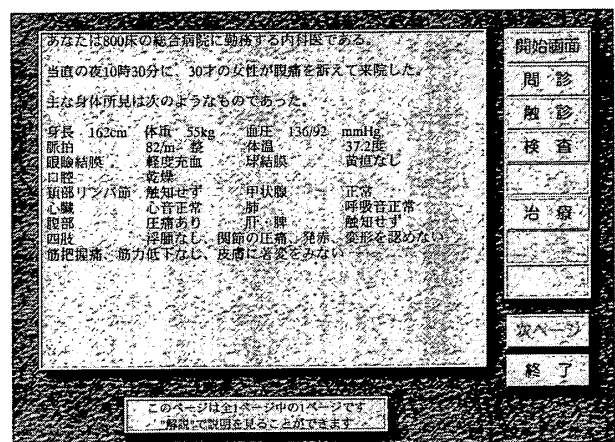 あなたは800床の総合病院に勤務する内科医である。
当直の夜10時30分に、30才の女性が腹痛を訴えて来院した。
主な身体所見は次のようなものであった。
身長 162cm 体重 55kg 血圧 136/92 mmHg
脈拍 82/m 整 体温 37.2度
眼瞼結膜 軽度充血 球結膜 黄疸なし
口腔 乾燥
頚部リンパ節 触知せず 甲状腺 正常
心臓 心音正常 肺 呼吸音正常
腹部 圧痛あり 肝・脾 触知せず
四肢 浮腫なし、関節の圧痛、発赤、変形を認めない
筋把握痛、筋力低下なし、皮膚に著変をみない
開始画面
問 診
触 診
検 査
治 療
次ページ
終 了
このページは全1ページ中の1ページです
"解説"で説明を見ることができます